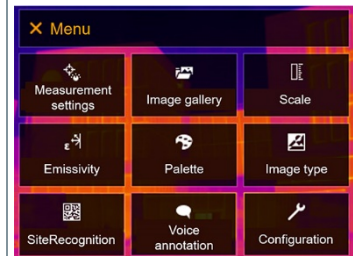 × Menu
Measurement
settings
Image gallery
Scale
Emissivity
Palette
Image type
SiteRecognition
Voice
annotation
Configuration